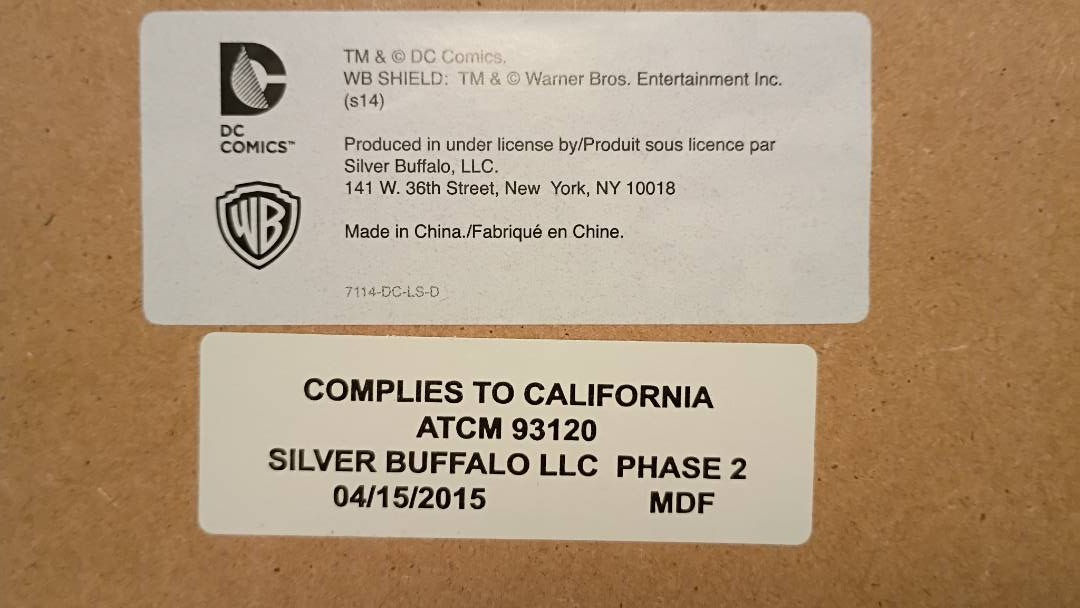 DC
COMICS™
WB
TM & © DC Comics.
WB SHIELD: TM & © Warner Bros. Entertainment Inc.
(s14)
Produced in under license by/Produit sous licence par
Silver Buffalo, LLC.
141 W. 36th Street, New York, NY 10018
Made in China./Fabriqué en Chine.
7114-DC-LS-D
COMPLIES TO CALIFORNIA
ATCM 93120
SILVER BUFFALO LLC PHASE 2
04/15/2015 MDF